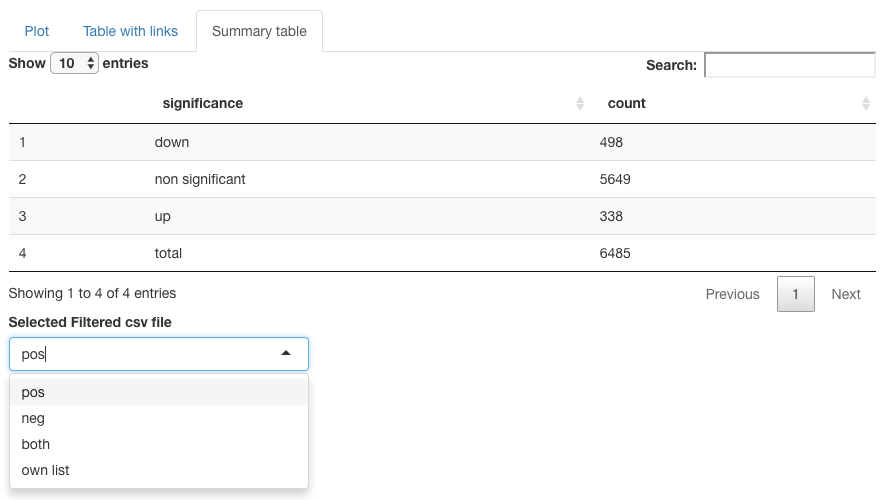 Plot Table with links Summary table
Show 10 entries Search:
significance count
1 down 498
2 non significant 5649
3 up 338
4 total 6485
Showing 1 to 4 of 4 entries Previous 1 Next
Selected Filtered csv file
pos
pos
neg
both
own list